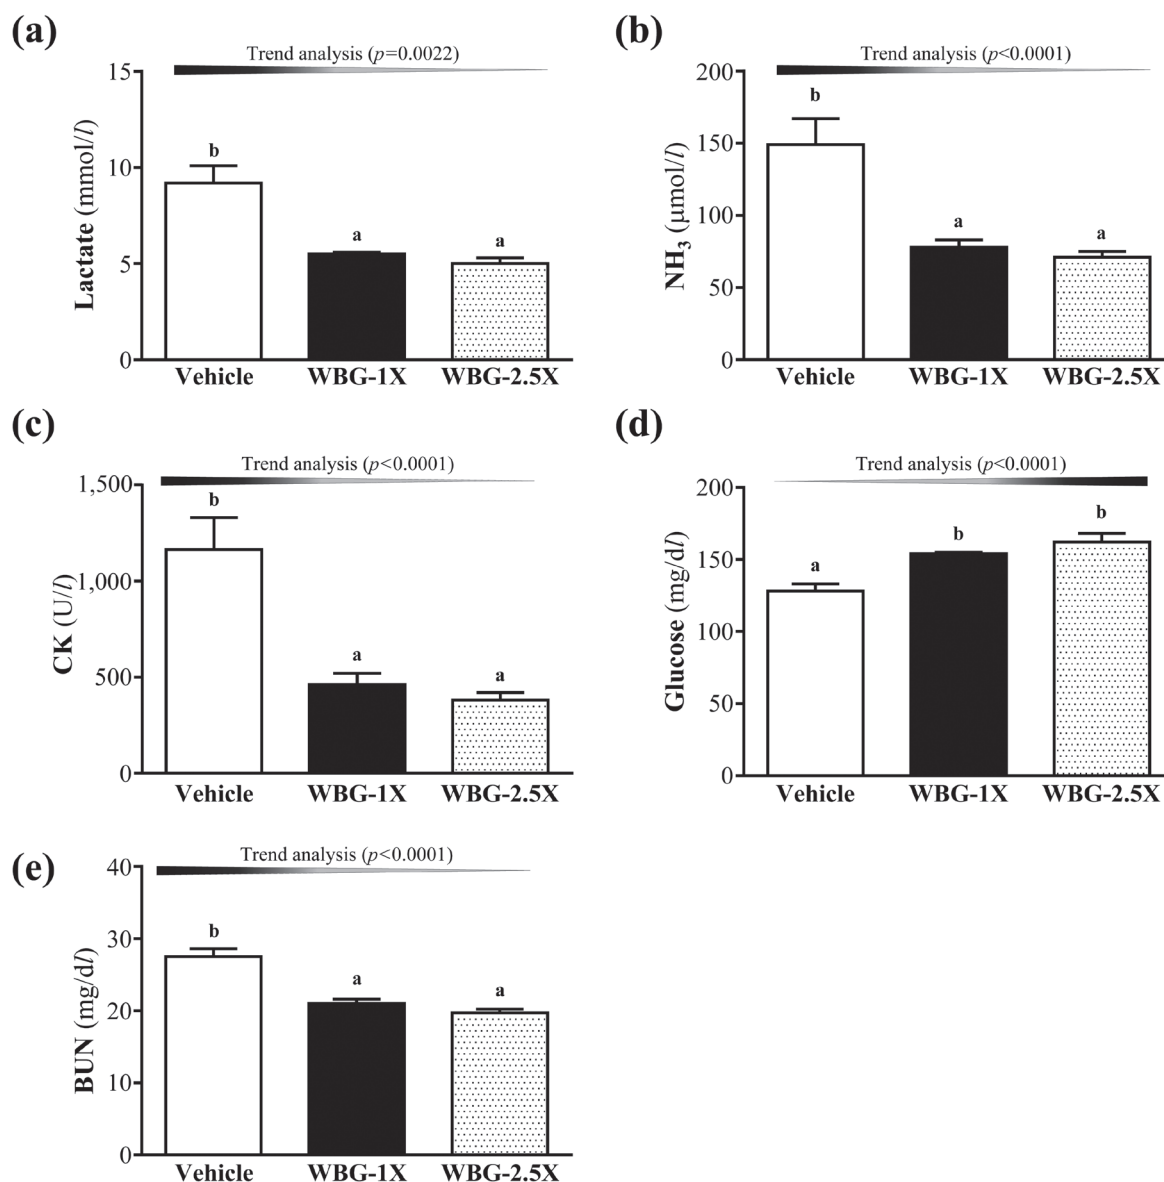 (a)
Trend analysis (p=0.0022)
15
10
5
0
Lactate (mmol/l)
b
a
a
Vehicle WBG-1X WBG-2.5X
(b)
Trend analysis (p<0.0001)
200
150
100
50
0
NH3 (μmol/l)
b
a
a
Vehicle WBG-1X WBG-2.5X
(c)
Trend analysis (p<0.0001)
1,500
1,000
500
0
CK (U/l)
b
a
a
Vehicle WBG-1X WBG-2.5X
(d)
Trend analysis (p<0.0001)
200
150
100
50
0
Glucose (mg/dl)
a
b
b
Vehicle WBG-1X WBG-2.5X
(e)
Trend analysis (p<0.0001)
40
30
20
10
0
BUN (mg/dl)
b
a
a
Vehicle WBG-1X WBG-2.5X